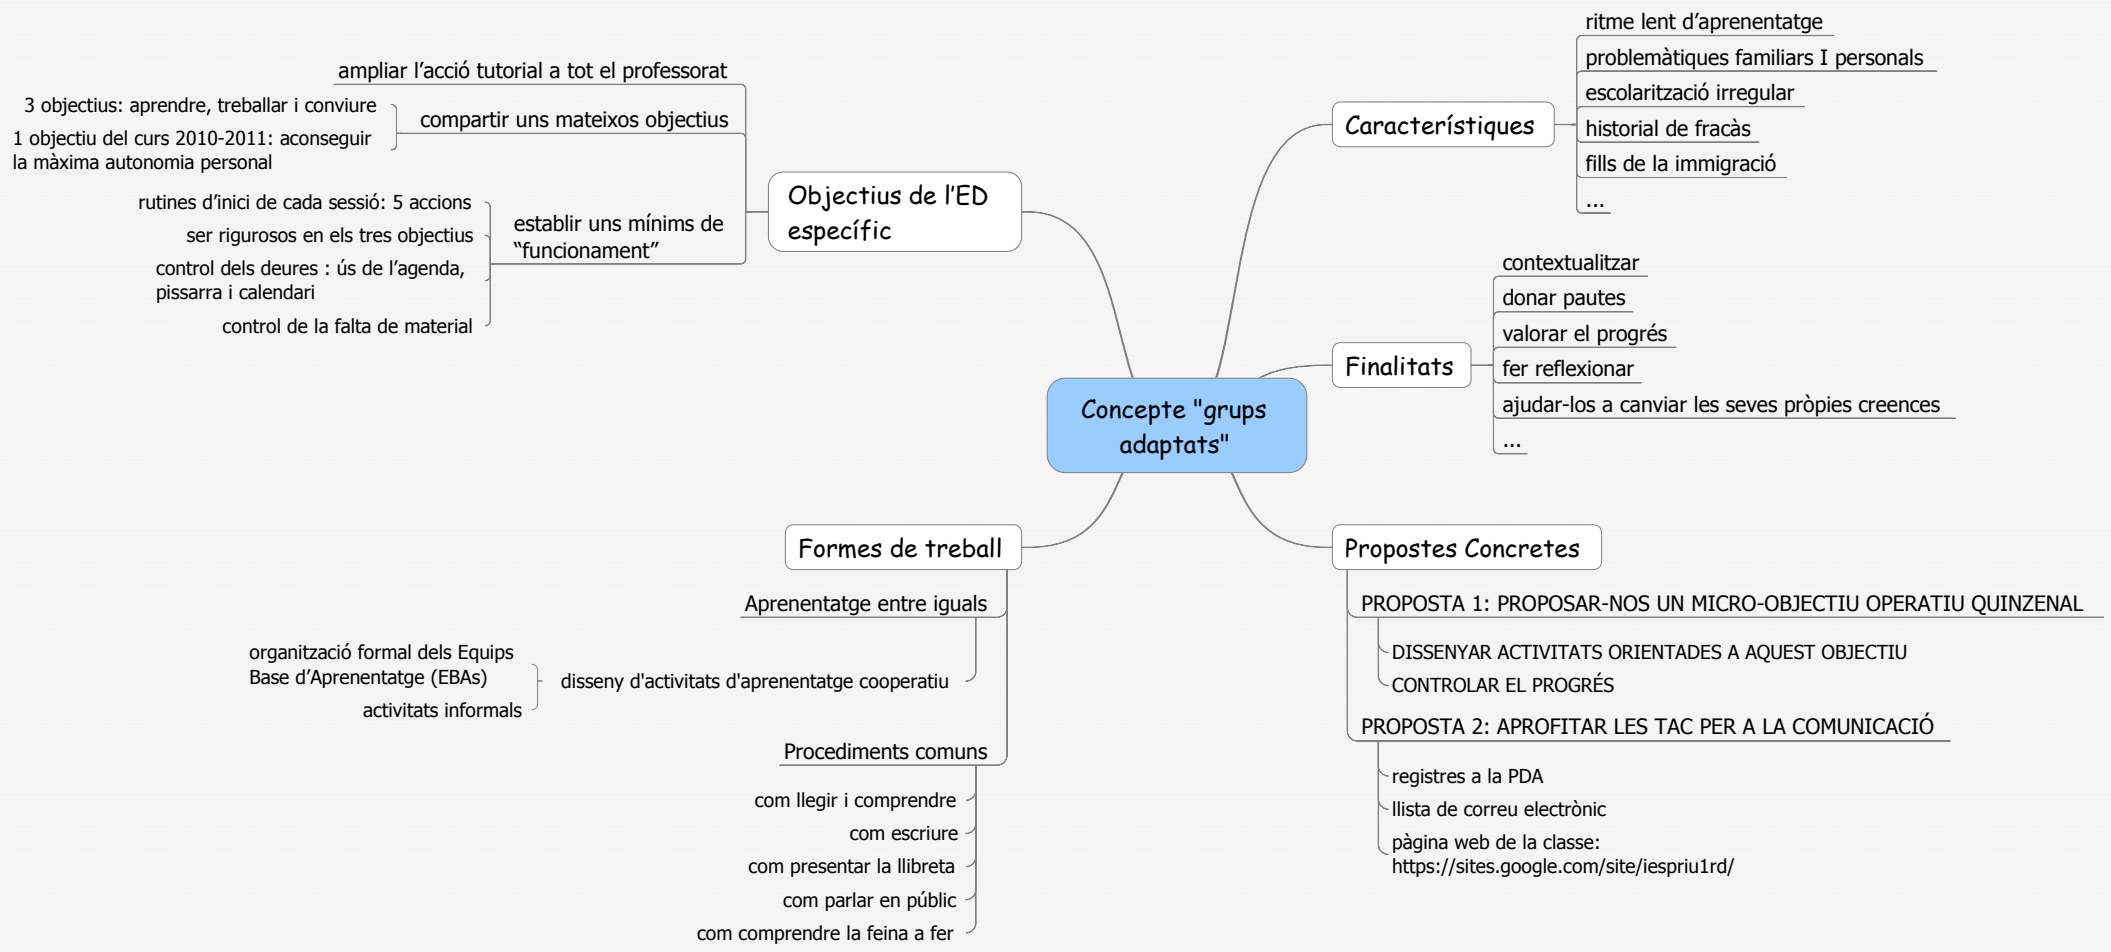 Concepte "grups
adaptats"
Característiques
ritme lent d’aprenentatge
problemàtiques familiars I personals
escolarització irregular
historial de fracàs
fills de la immigració
...
Finalitats
contextualitzar
donar pautes
valorar el progrés
fer reflexionar
ajudar-los a canviar les seves pròpies creences
...
Propostes Concretes
PROPOSTA 1: PROPOSAR-NOS UN MICRO-OBJECTIU OPERATIU QUINZENAL
DISSENYAR ACTIVITATS ORIENTADES A AQUEST OBJECTIU
CONTROLAR EL PROGRÉS
PROPOSTA 2: APROFITAR LES TAC PER A LA COMUNICACIÓ
registres a la PDA
llista de correu electrònic
pàgina web de la classe:
https://sites.google.com/site/iespriu1rd/
Objectius de l'ED
específic
ampliar l’acció tutorial a tot el professorat
compartir uns mateixos objectius
3 objectius: aprendre, treballar i conviure
1 objectiu del curs 2010-2011: aconseguir
la màxima autonomia personal
establir uns mínims de
“funcionament”
rutines d’inici de cada sessió: 5 accions
ser rigurosos en els tres objectius
control dels deures : ús de l’agenda,
pissarra i calendari
control de la falta de material
Formes de treball
Aprenentatge entre iguals
disseny d'activitats d'aprenentatge cooperatiu
organització formal dels Equips
Base d’Aprenentatge (EBAs)
activitats informals
Procediments comuns
com llegir i comprendre
com escriure
com presentar la llibreta
com parlar en públic
com comprendre la feina a fer